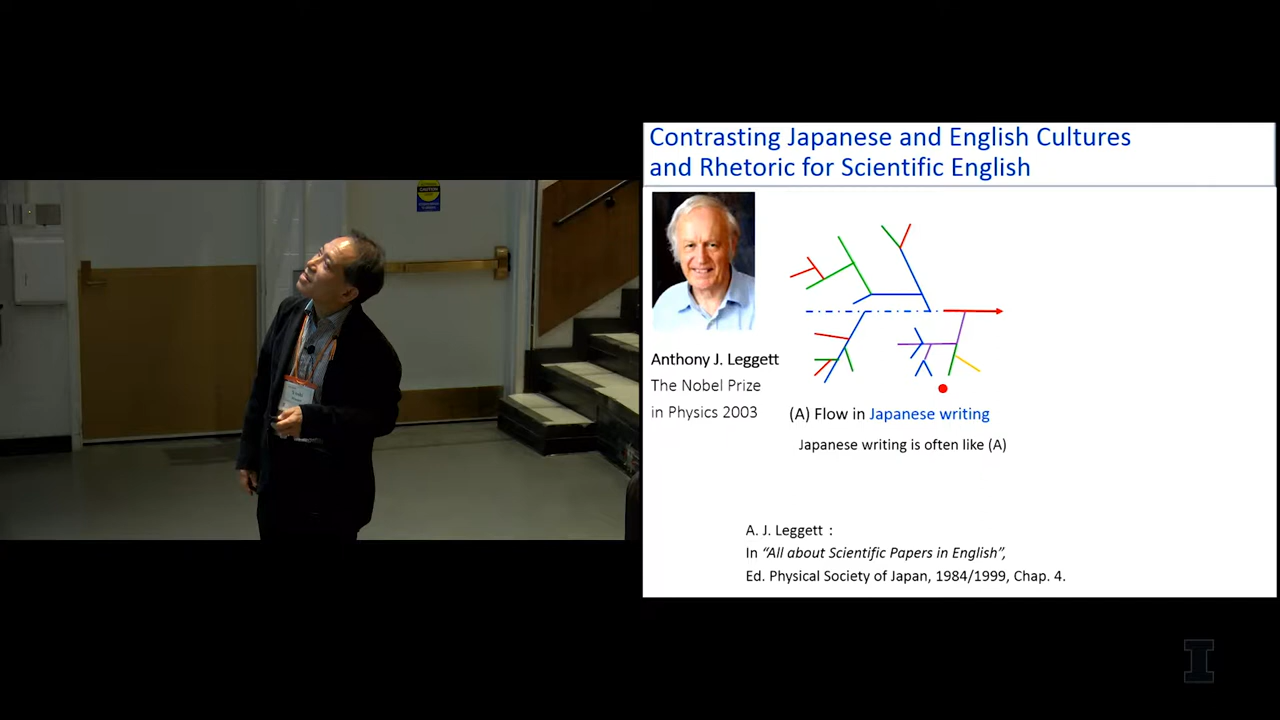 Contrasting Japanese and English Cultures
and Rhetoric for Scientific English
Anthony J. Leggett
The Nobel Prize
in Physics 2003
(A) Flow in Japanese writing
Japanese writing is often like (A)
A. J. Leggett :
In “All about Scientific Papers in English”,
Ed. Physical Society of Japan, 1984/1999, Chap. 4.
CAUTION
I